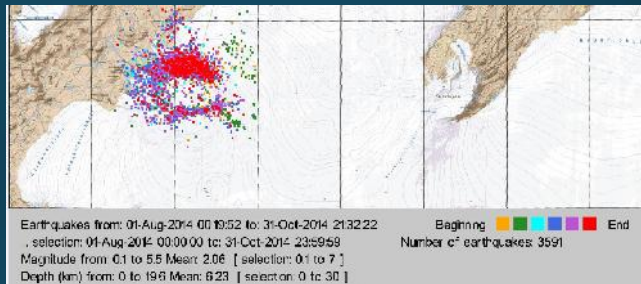 Earthquakes from: 01-Aug-2014 00:19:52 to: 31-Oct-2014 21:32:22
. selection: 01-Aug-2014 00:00:00 to: 31-Oct-2014 23:59:59
Magnitude from: 0.1 to 5.5 Mean: 2.06 [ selection: 0.1 to 7 ]
Depth (km) from: 0 to 19.6 Mean: 6.23 [ selection: 0 to 30 ]
Beginning End
Number of earthquakes: 3591